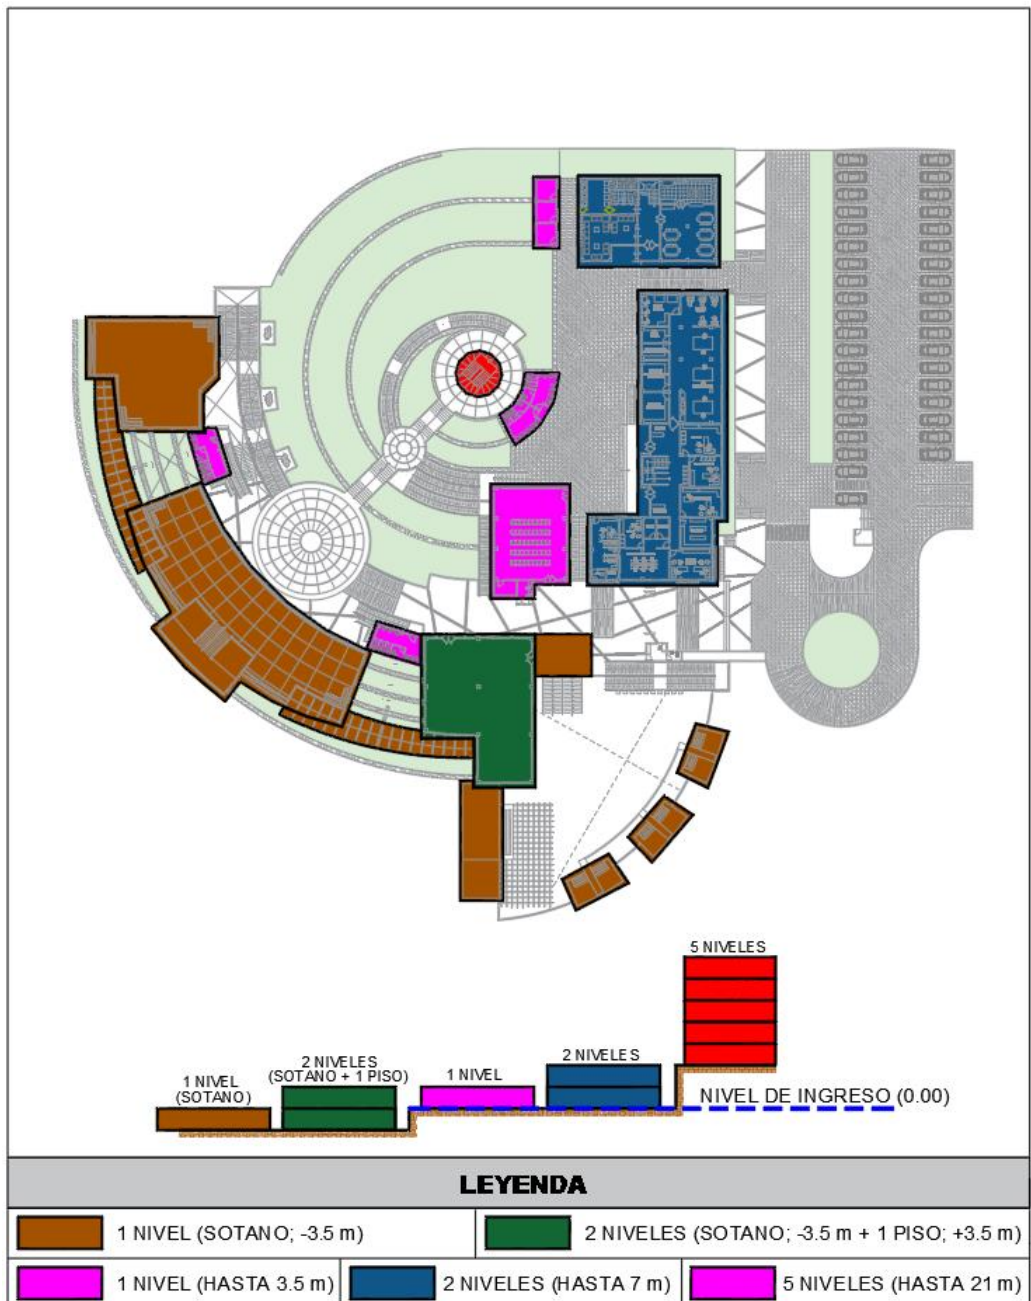 5 NIVELES
2 NIVELES
(SOTANO + 1 PISO)
2 NIVELES
1 NIVEL
(SOTANO)
1 NIVEL
NIVEL DE INGRESO (0.00)
LEYENDA
1 NIVEL (SOTANO; -3.5 m)
2 NIVELES (SOTANO; -3.5 m + 1 PISO; +3.5 m)
1 NIVEL (HASTA 3.5 m)
2 NIVELES (HASTA 7 m)
5 NIVELES (HASTA 21 m)